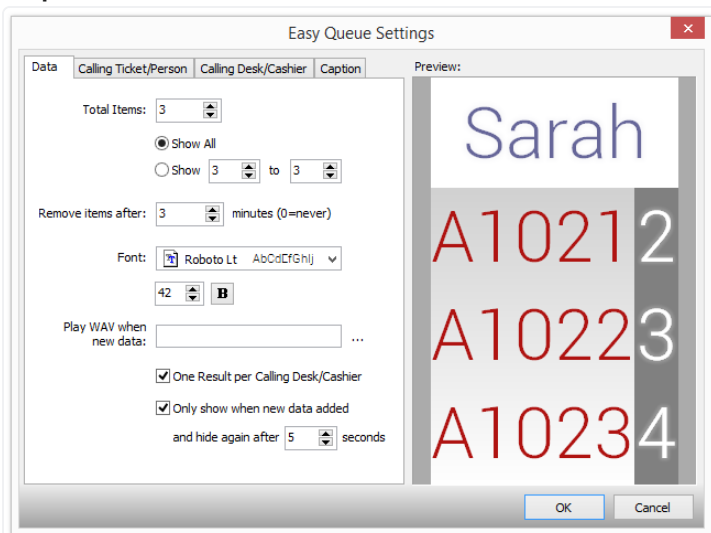 Easy Queue Settings
Data Calling Ticket/Person Calling Desk/Cashier Caption
Total Items: 3
Show All
Show 3 to 3
Remove items after: 3 minutes (0=never)
Font: Roboto Lt AbCdEfGhIj
42 B
Play WAV when
new data: ...
One Result per Calling Desk/Cashier
Only show when new data added
and hide again after 5 seconds
Preview:
Sarah
A1021 2
A1022 3
A1023 4
OK Cancel